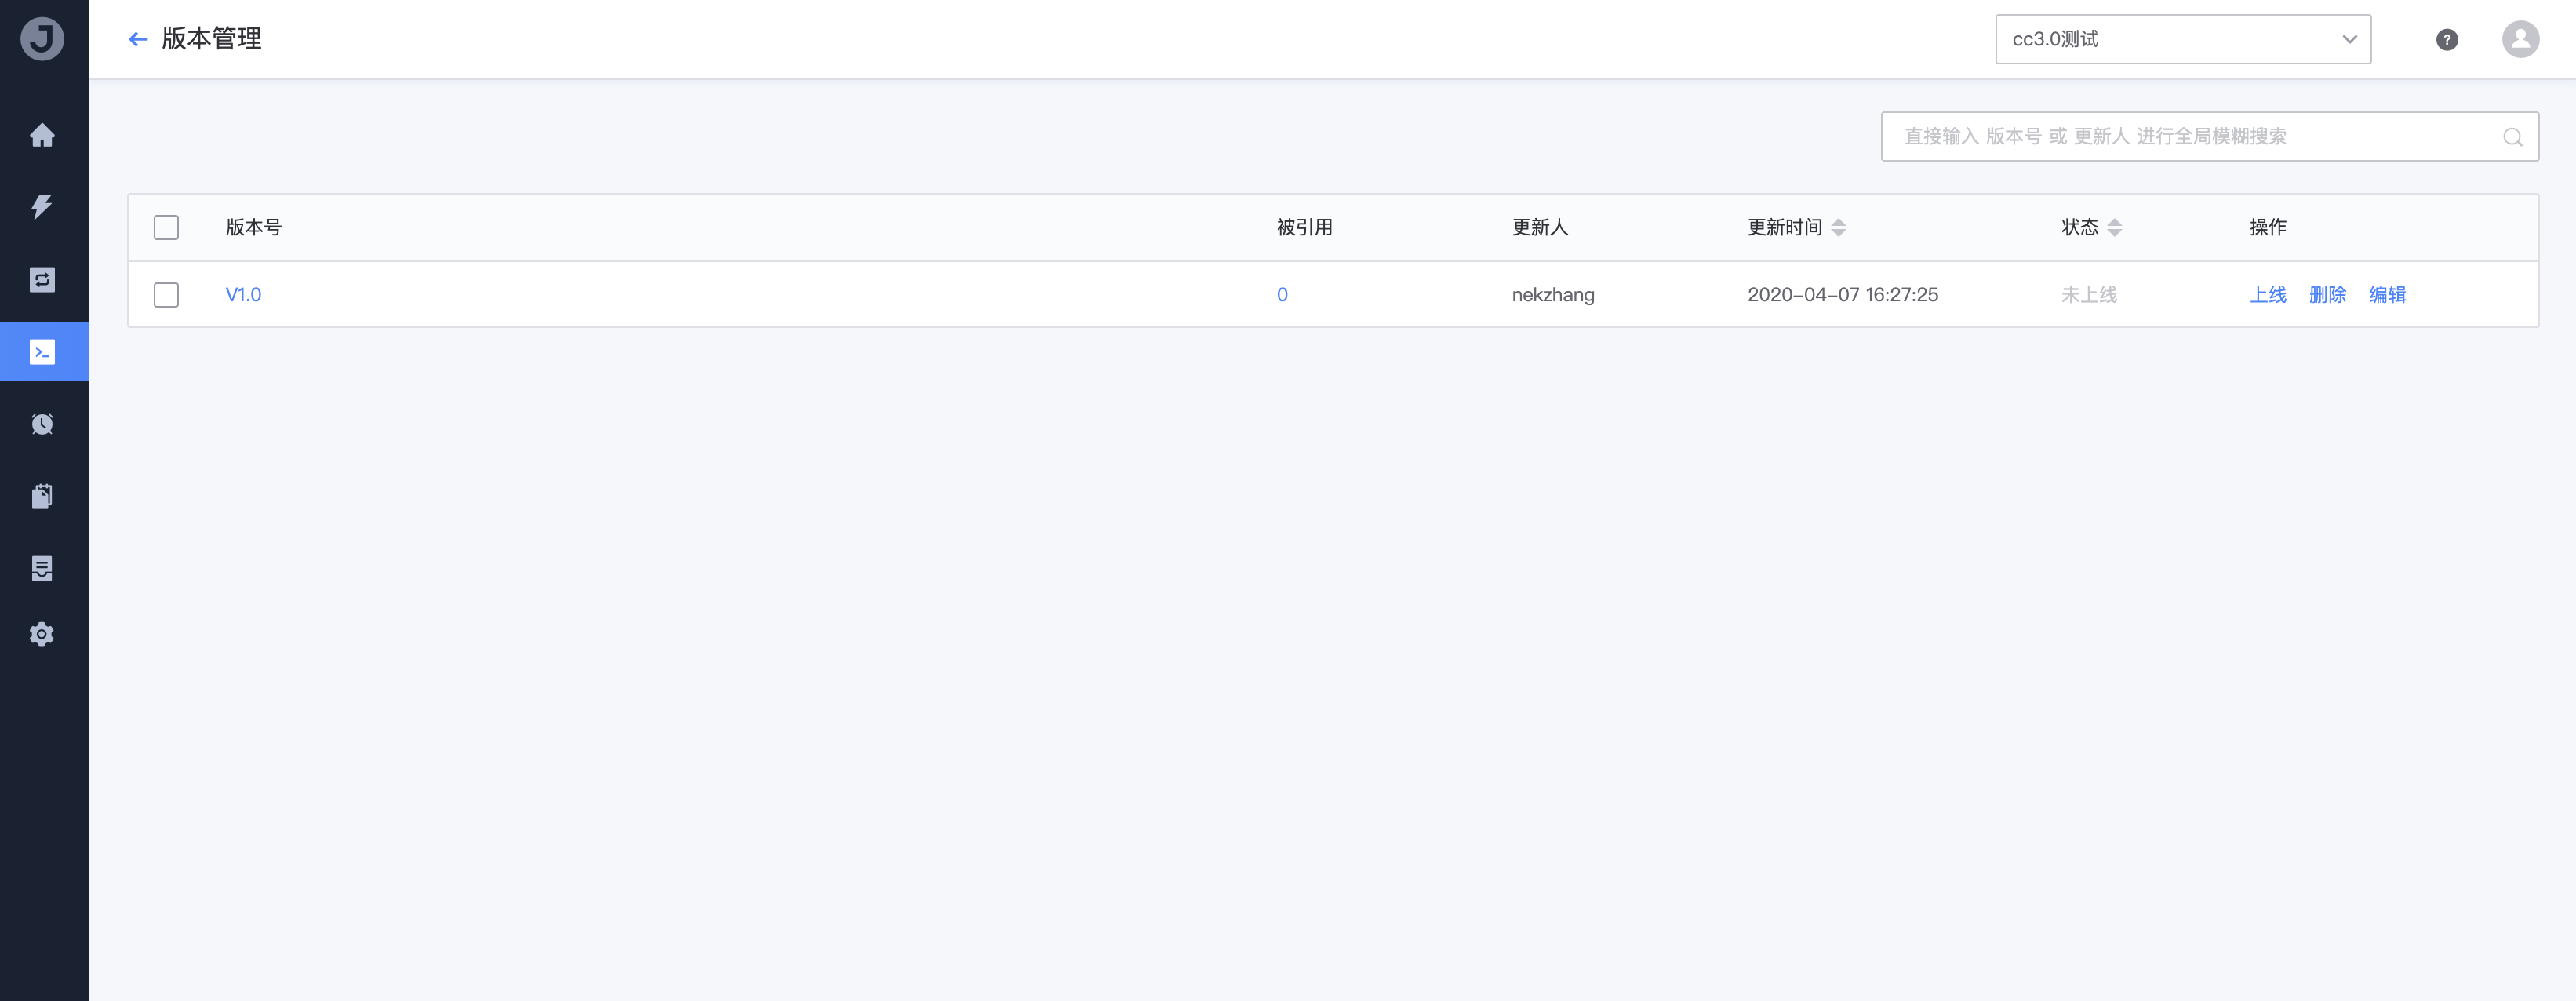 J
版本管理
cc3.0测试
?
直接输入 版本号 或 更新人 进行全局模糊搜索
版本号 被引用 更新人 更新时间 状态 操作
V1.0 0 nekzhang 2020-04-07 16:27:25 未上线 上线 删除 编辑